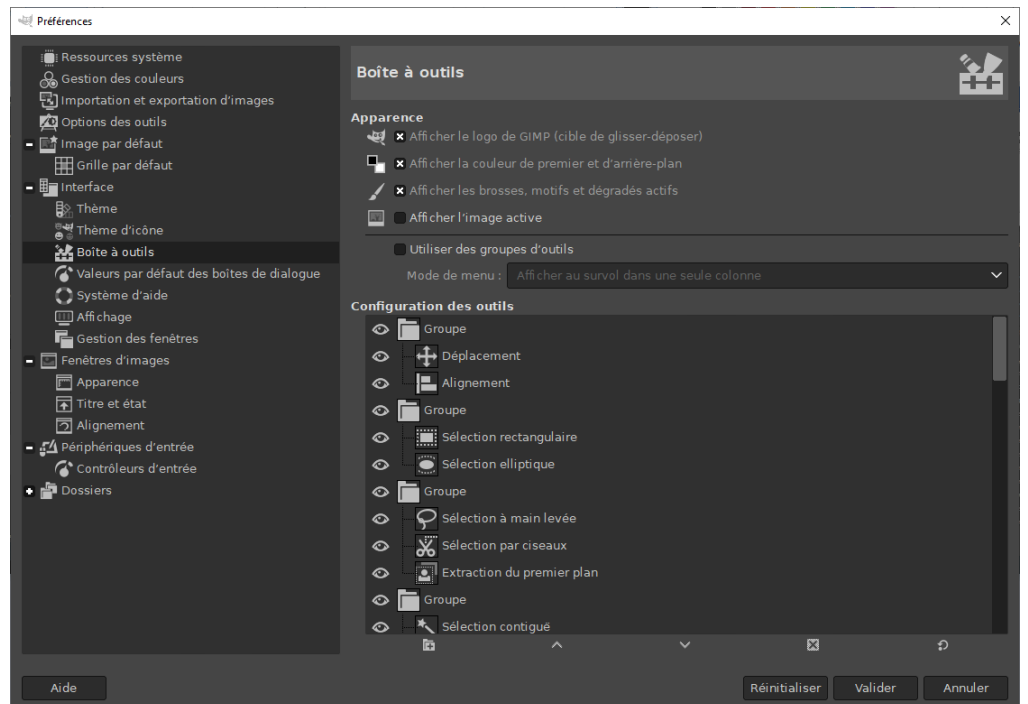 Préférences
Ressources système
Gestion des couleurs
Importation et exportation d'images
Options des outils
Image par défaut
Grille par défaut
Interface
Thème
Thème d'icône
Boîte à outils
Valeurs par défaut des boîtes de dialogue
Système d'aide
Affichage
Gestion des fenêtres
Fenêtres d'images
Apparence
Titre et état
Alignement
Périphériques d'entrée
Contrôleurs d'entrée
Dossiers
Boîte à outils
Apparence
Afficher le logo de GIMP (cible de glisser-déposer)
Afficher la couleur de premier et d'arrière-plan
Afficher les brosses, motifs et dégradés actifs
Afficher l'image active
Utiliser des groupes d'outils
Mode de menu : Afficher au survol dans une seule colonne
Configuration des outils
Groupe
Déplacement
Alignement
Groupe
Sélection rectangulaire
Sélection elliptique
Groupe
Sélection à main levée
Sélection par ciseaux
Extraction du premier plan
Groupe
Sélection contiguë
Aide
Réinitialiser
Valider
Annuler